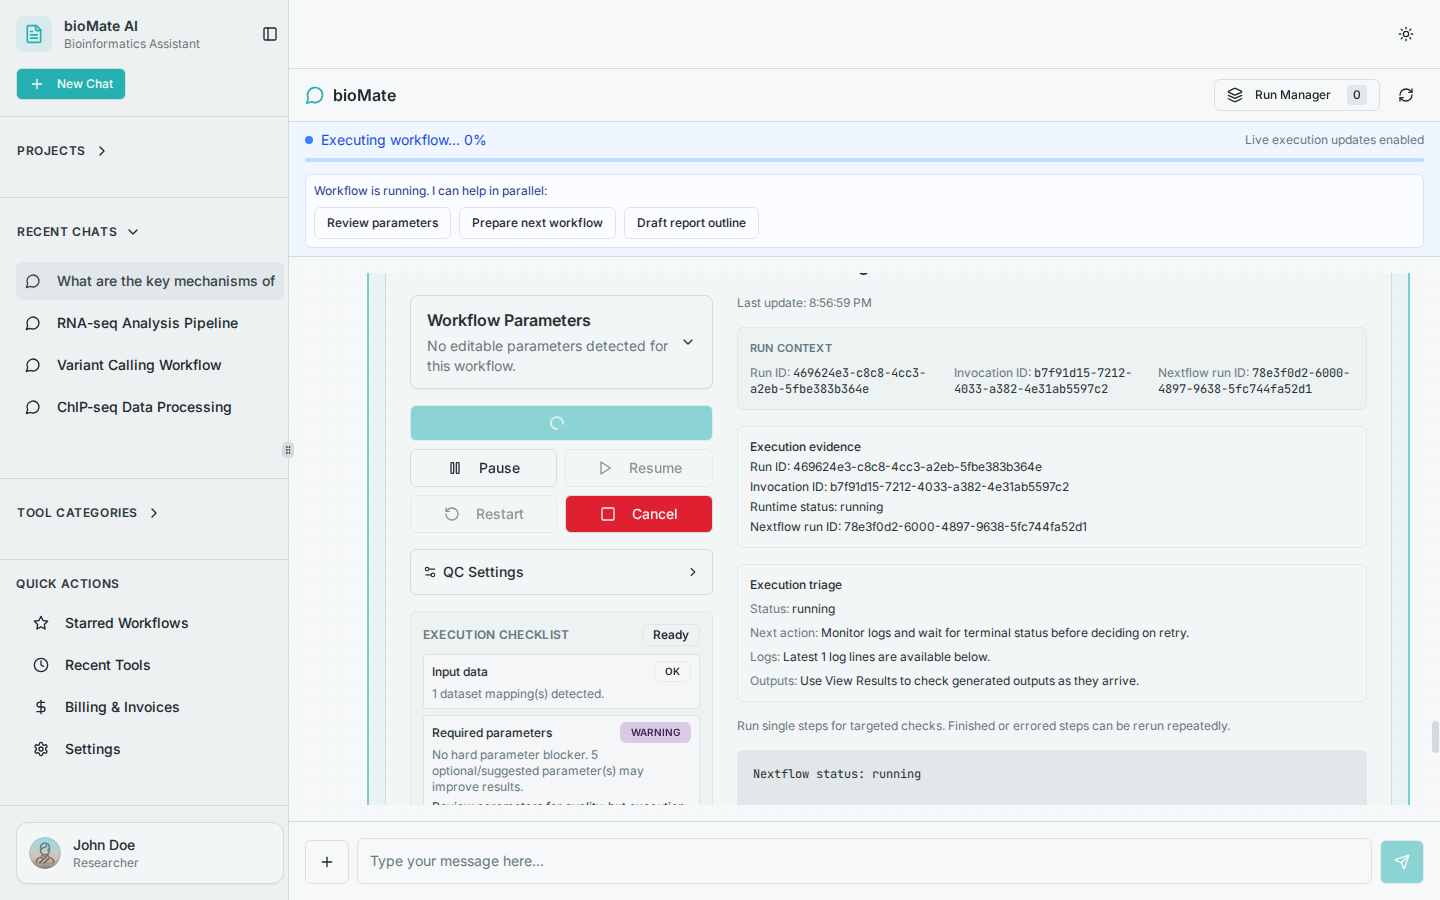 bioMate AI
Bioinformatics Assistant
New Chat
PROJECTS
RECENT CHATS
What are the key mechanisms of
RNA-seq Analysis Pipeline
Variant Calling Workflow
ChIP-seq Data Processing
TOOL CATEGORIES
QUICK ACTIONS
Starred Workflows
Recent Tools
Billing & Invoices
Settings
John Doe
Researcher
bioMate
Run Manager 0
Executing workflow... 0%
Live execution updates enabled
Workflow is running. I can help in parallel:
Review parameters
Prepare next workflow
Draft report outline
Workflow Parameters
No editable parameters detected for
this workflow.
Pause
Resume
Restart
Cancel
QC Settings
EXECUTION CHECKLIST
Ready
Input data
OK
1 dataset mapping(s) detected.
Required parameters
WARNING
No hard parameter blocker. 5
optional/suggested parameter(s) may
improve results.
Review parameters for quality, but execution
Last update: 8:56:59 PM
RUN CONTEXT
Run ID: 469624e3-c8c8-4cc3-
a2eb-5fbe383b364e
Invocation ID: b7f91d15-7212-
4033-a382-4e31ab5597c2
Nextflow run ID: 78e3f0d2-6000-
4897-9638-5fc744fa52d1
Execution evidence
Run ID: 469624e3-c8c8-4cc3-a2eb-5fbe383b364e
Invocation ID: b7f91d15-7212-4033-a382-4e31ab5597c2
Runtime status: running
Nextflow run ID: 78e3f0d2-6000-4897-9638-5fc744fa52d1
Execution triage
Status: running
Next action: Monitor logs and wait for terminal status before deciding on retry.
Logs: Latest 1 log lines are available below.
Outputs: Use View Results to check generated outputs as they arrive.
Run single steps for targeted checks. Finished or errored steps can be rerun repeatedly.
Nextflow status: running
Type your message here...